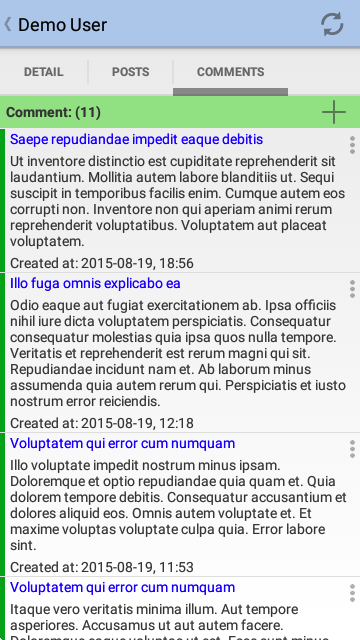 Demo User
DETAIL POSTS COMMENTS
Comment: (11)
Saepe repudiandae impedit eaque debitis
Ut inventore distinctio est cupiditate reprehenderit sit
laudantium. Mollitia autem labore blanditiis ut. Sequi
suscipit in temporibus facilis enim. Cumque autem eos
corrupti non. Inventore non qui aperiam animi rerum
reprehenderit voluptatibus. Voluptatem aut placeat
voluptatem.
Created at: 2015-08-19, 18:56
Illo fuga omnis explicabo ea
Odio eaque aut fugiat exercitationem ab. Ipsa officiis
nihil iure dicta voluptatem perspiciatis. Consequatur
consequatur molestias quia ipsa quos nulla tempore.
Veritatis et reprehenderit est rerum magni qui sit.
Repudiandae incidunt nam et. Ab laborum minus
assumenda quia autem rerum qui. Perspiciatis et iusto
nostrum error reiciendis.
Created at: 2015-08-19, 12:18
Voluptatem qui error cum numquam
Illo voluptate impedit nostrum minus ipsam.
Doloremque et optio repudiandae quia quam et. Quia
dolorem tempore debitis. Consequatur accusantium et
dolores aliquid eos. Omnis autem voluptate et. Et
maxime voluptas voluptate culpa quia. Error labore
sint.
Created at: 2015-08-19, 11:53
Voluptatem qui error cum numquam
Itaque vero veritatis minima illum. Aut tempore
asperiores. Accusamus ut aut autem facere.